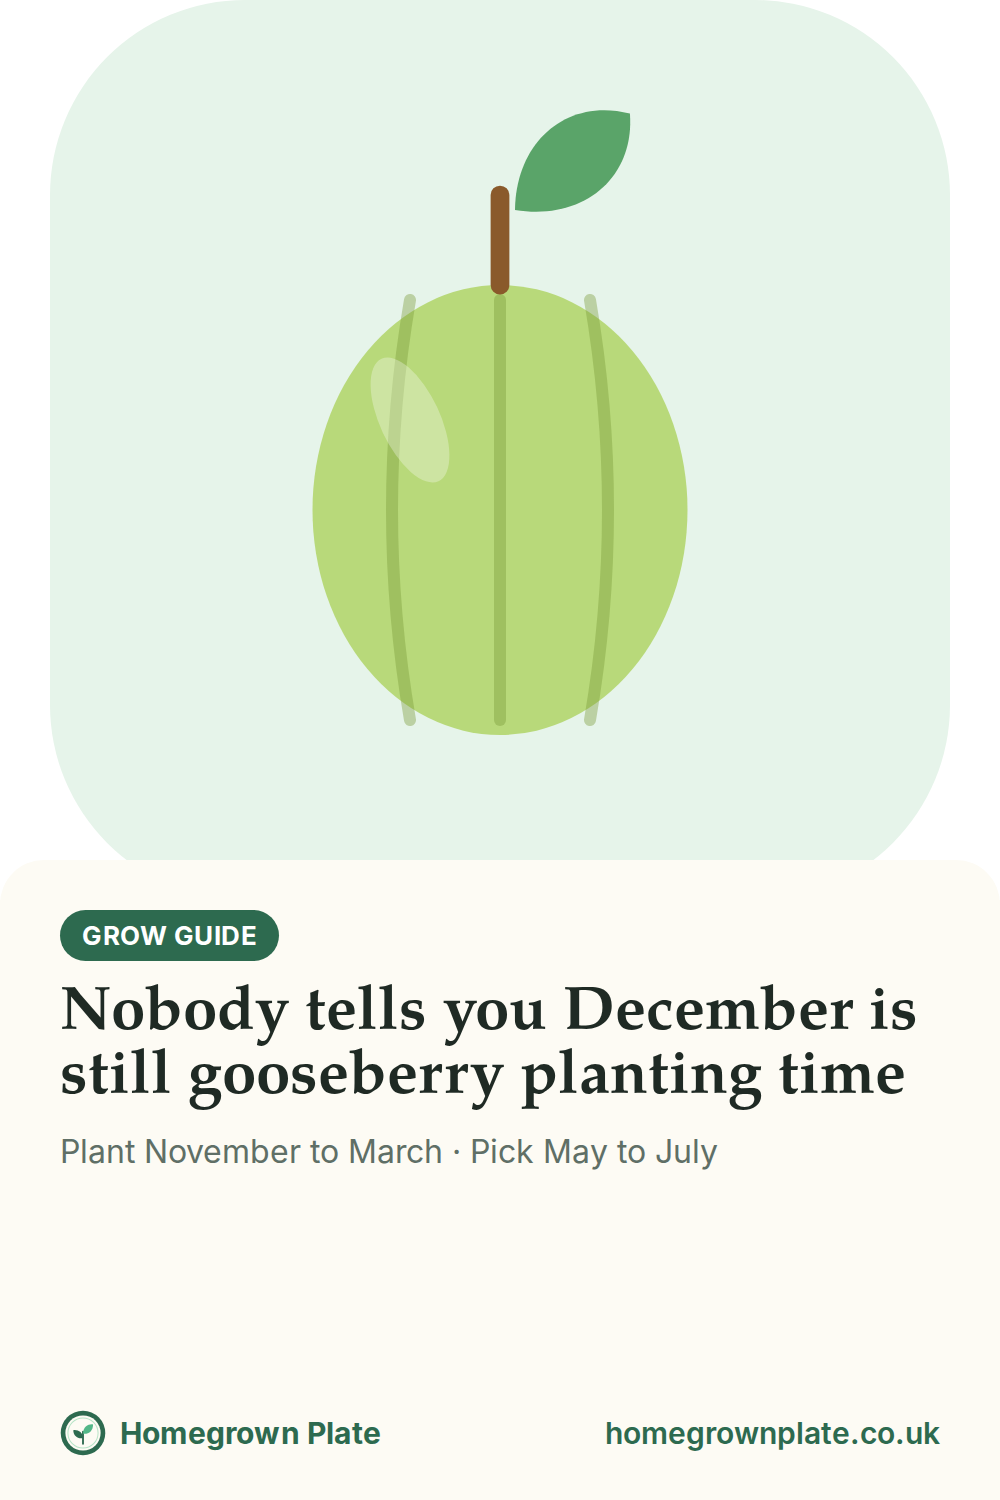 GROW GUIDE
Nobody tells you December is
still gooseberry planting time
Plant November to March · Pick May to July
Homegrown Plate
homegrownplate.co.uk